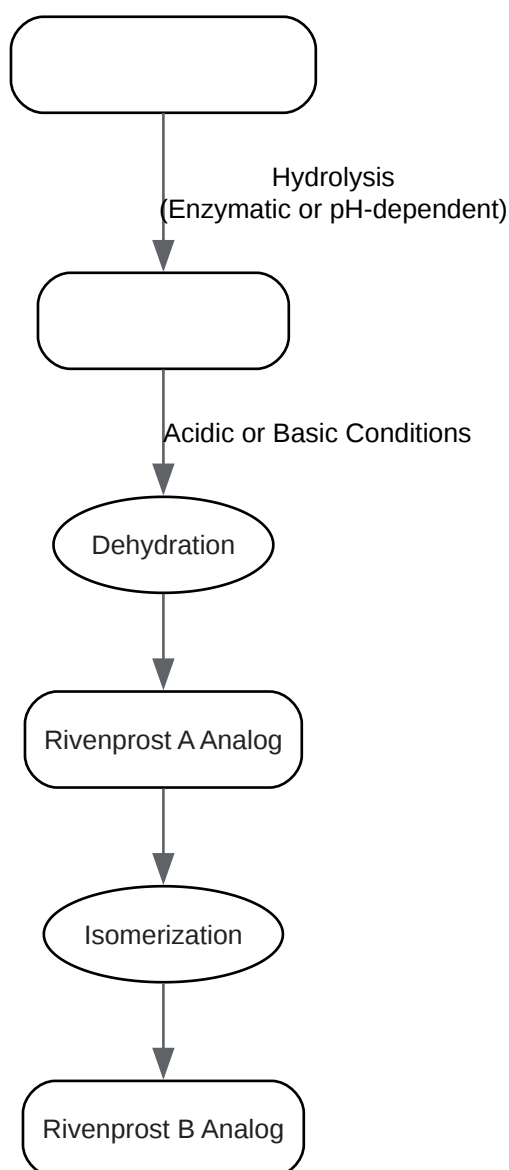 Hydrolysis
(Enzymatic or pH-dependent)
Acidic or Basic Conditions
Dehydration
Rivenprost A Analog
Isomerization
Rivenprost B Analog